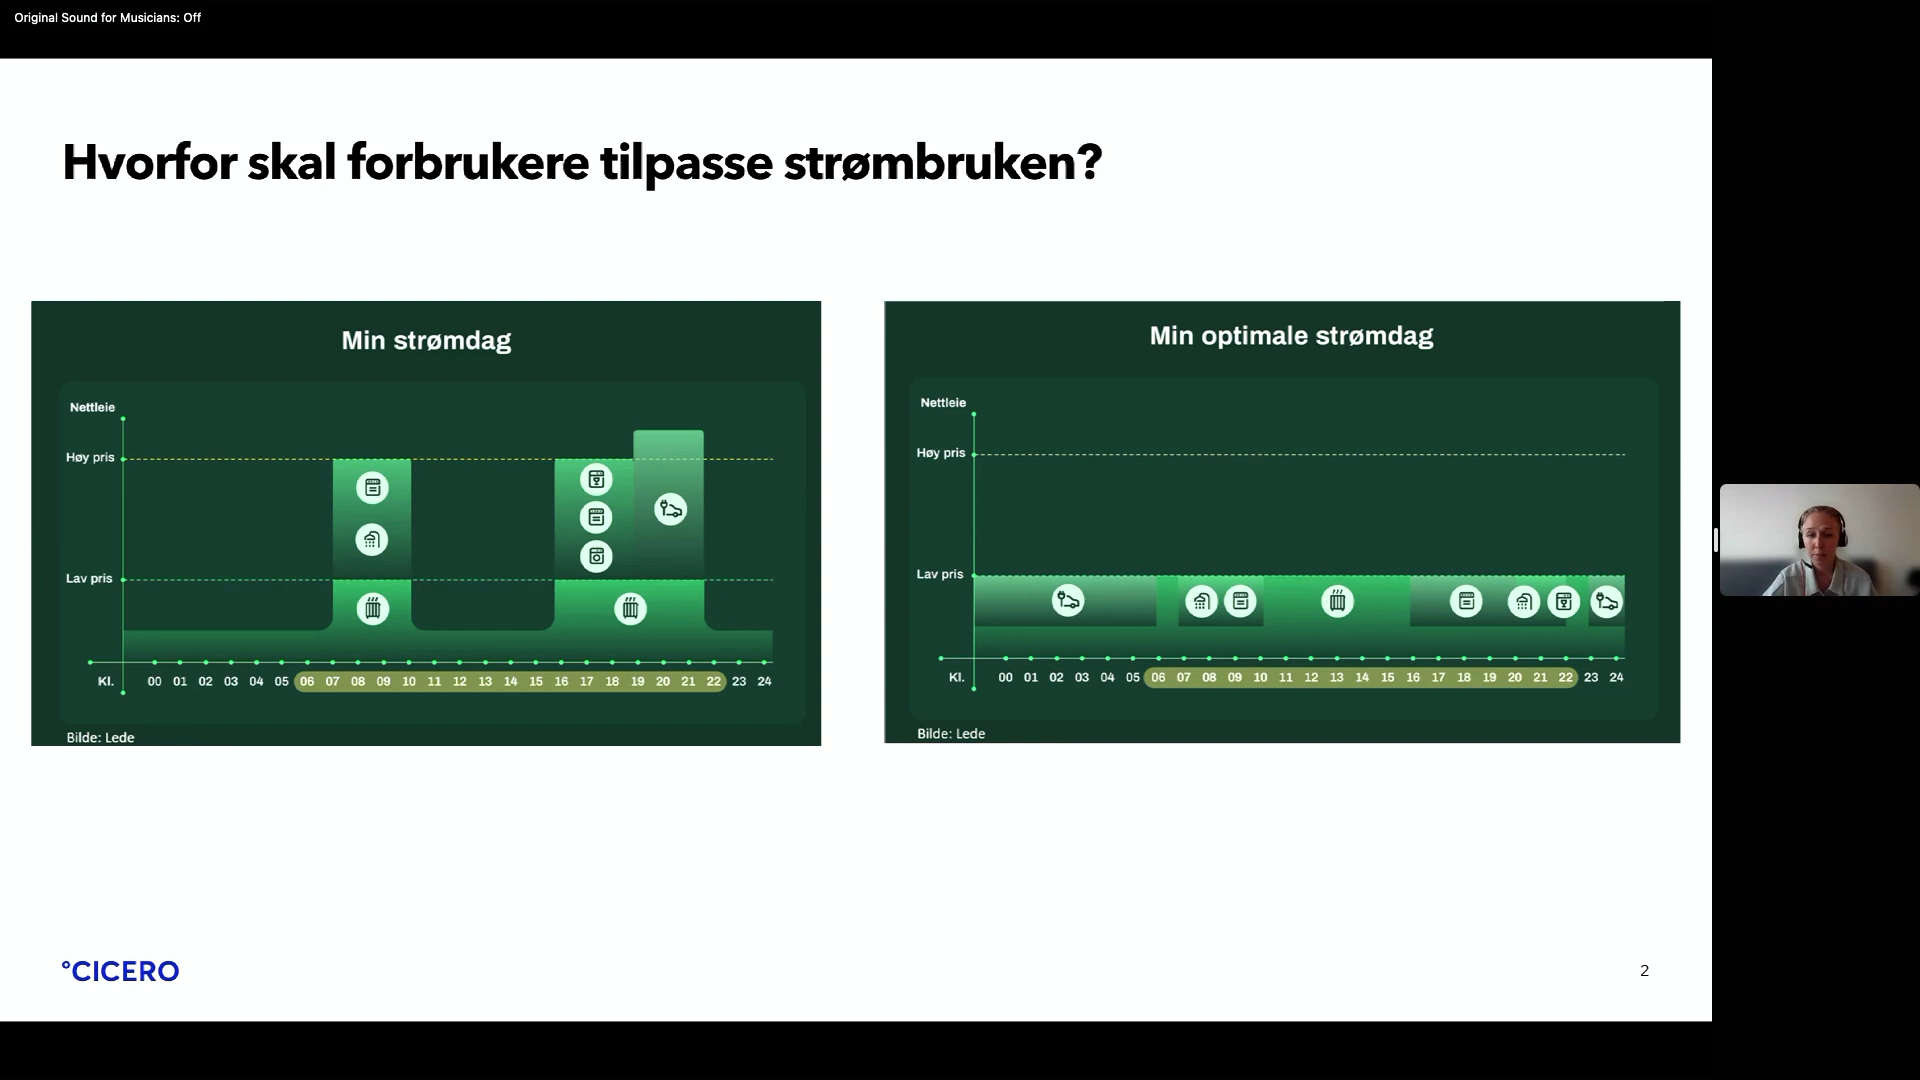 Original Sound for Musicians: Off
Hvorfor skal forbrukere tilpasse strømbruken?
Min strømdag
Nettleie
Høy pris
Lav pris
Kl. 00 01 02 03 04 05 06 07 08 09 10 11 12 13 14 15 16 17 18 19 20 21 22 23 24
Bilde: Lede
Min optimale strømdag
Nettleie
Høy pris
Lav pris
Kl. 00 01 02 03 04 05 06 07 08 09 10 11 12 13 14 15 16 17 18 19 20 21 22 23 24
Bilde: Lede
°CICERO
2